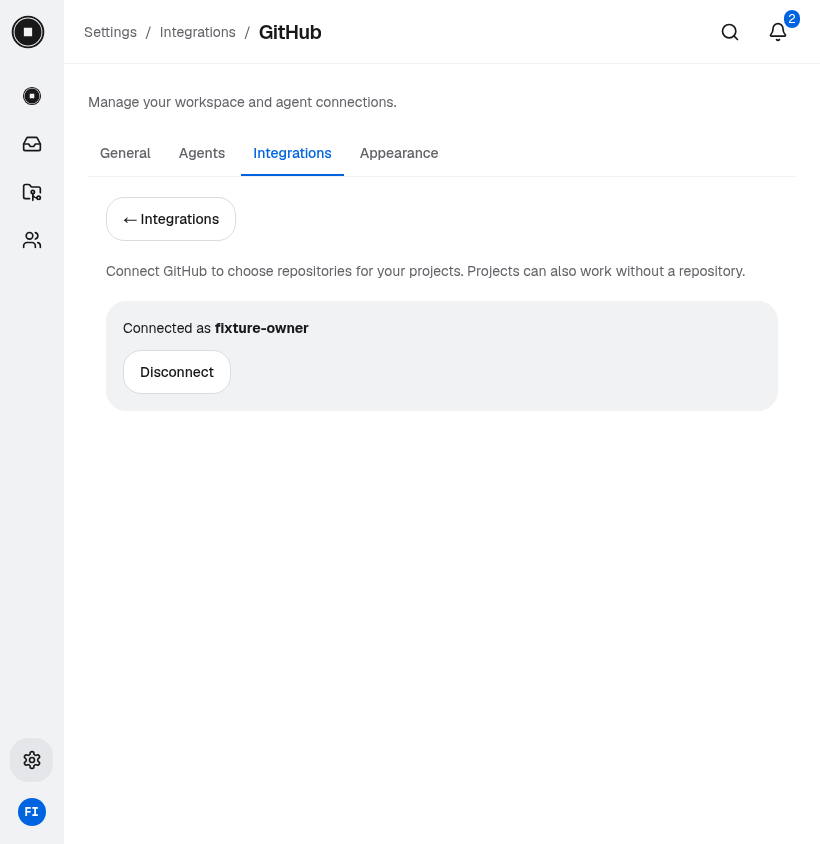 Settings / Integrations / GitHub
2
Manage your workspace and agent connections.
General Agents Integrations Appearance
← Integrations
Connect GitHub to choose repositories for your projects. Projects can also work without a repository.
Connected as fixture-owner
Disconnect
FI